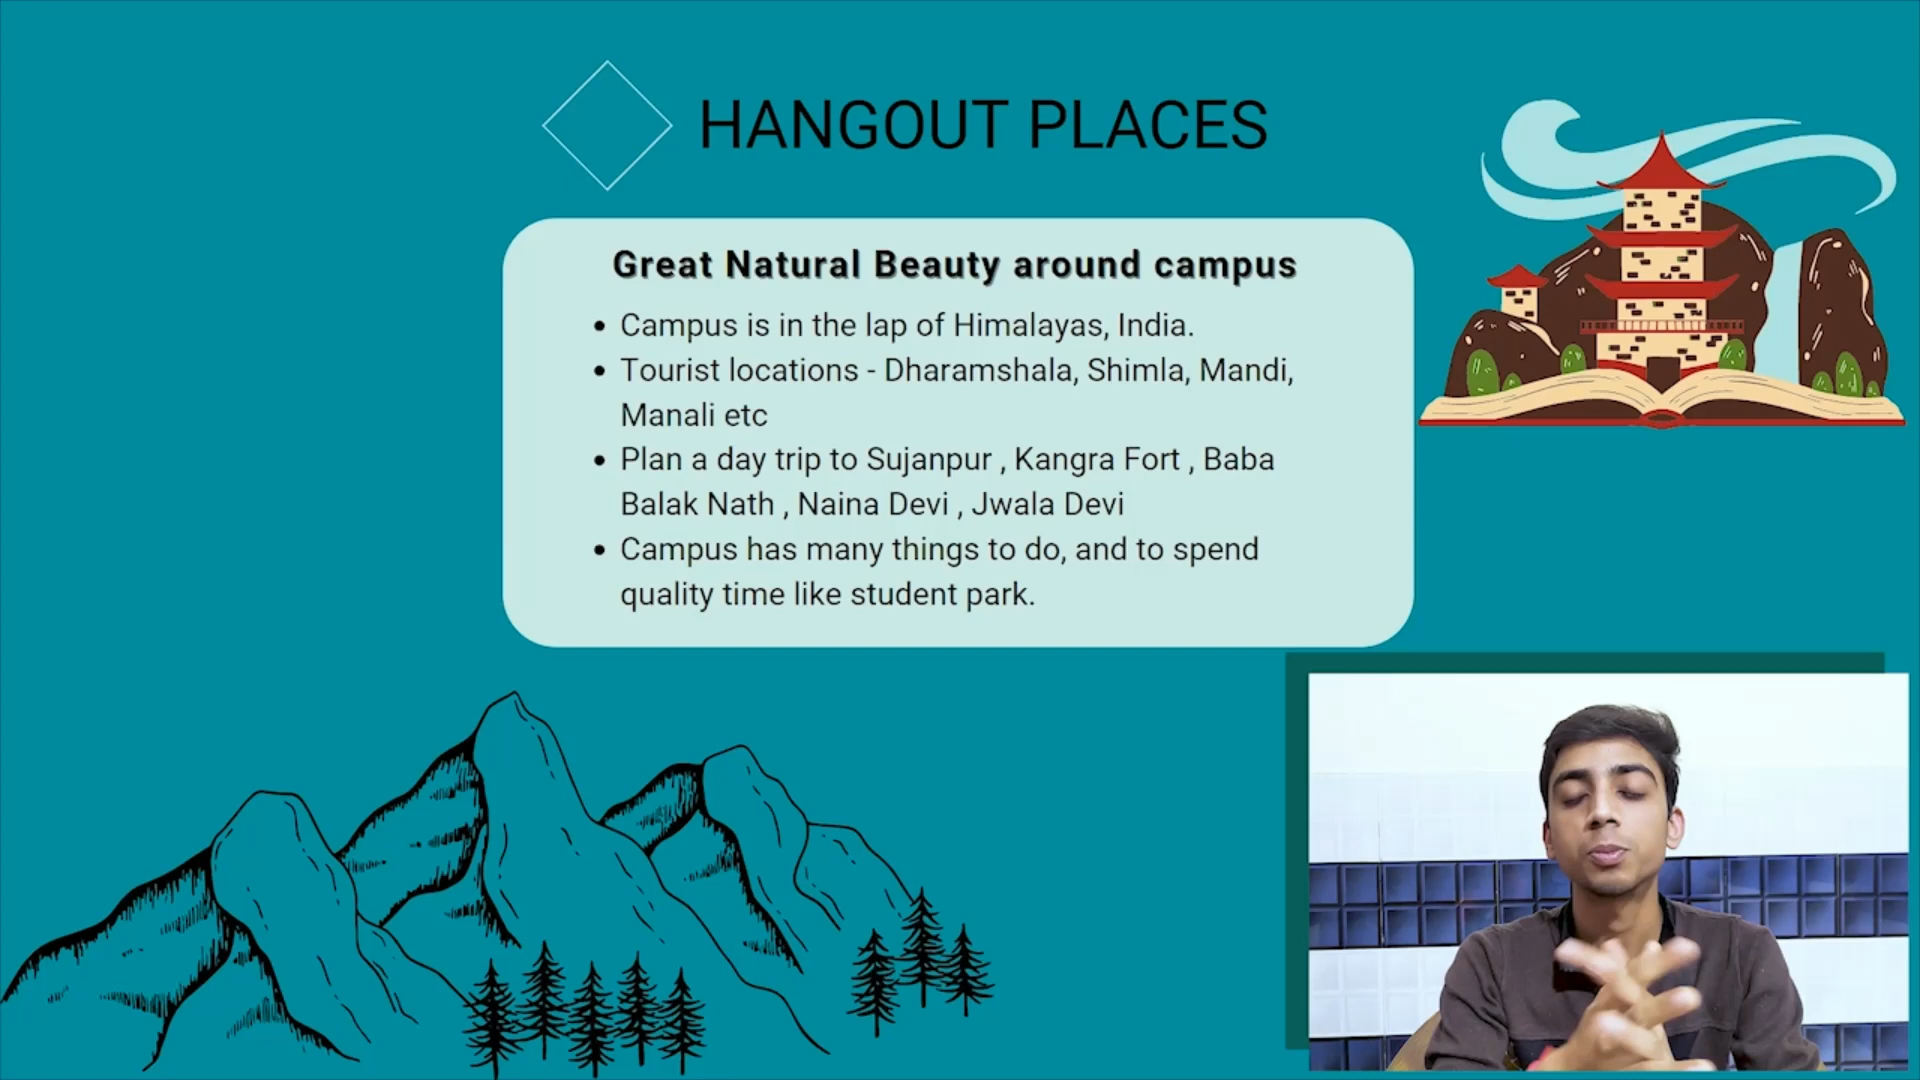 HANGOUT PLACES
Great Natural Beauty around campus
• Campus is in the lap of Himalayas, India.
• Tourist locations - Dharamshala, Shimla, Mandi,
Manali etc
• Plan a day trip to Sujanpur , Kangra Fort , Baba
Balak Nath , Naina Devi , Jwala Devi
• Campus has many things to do, and to spend
quality time like student park.